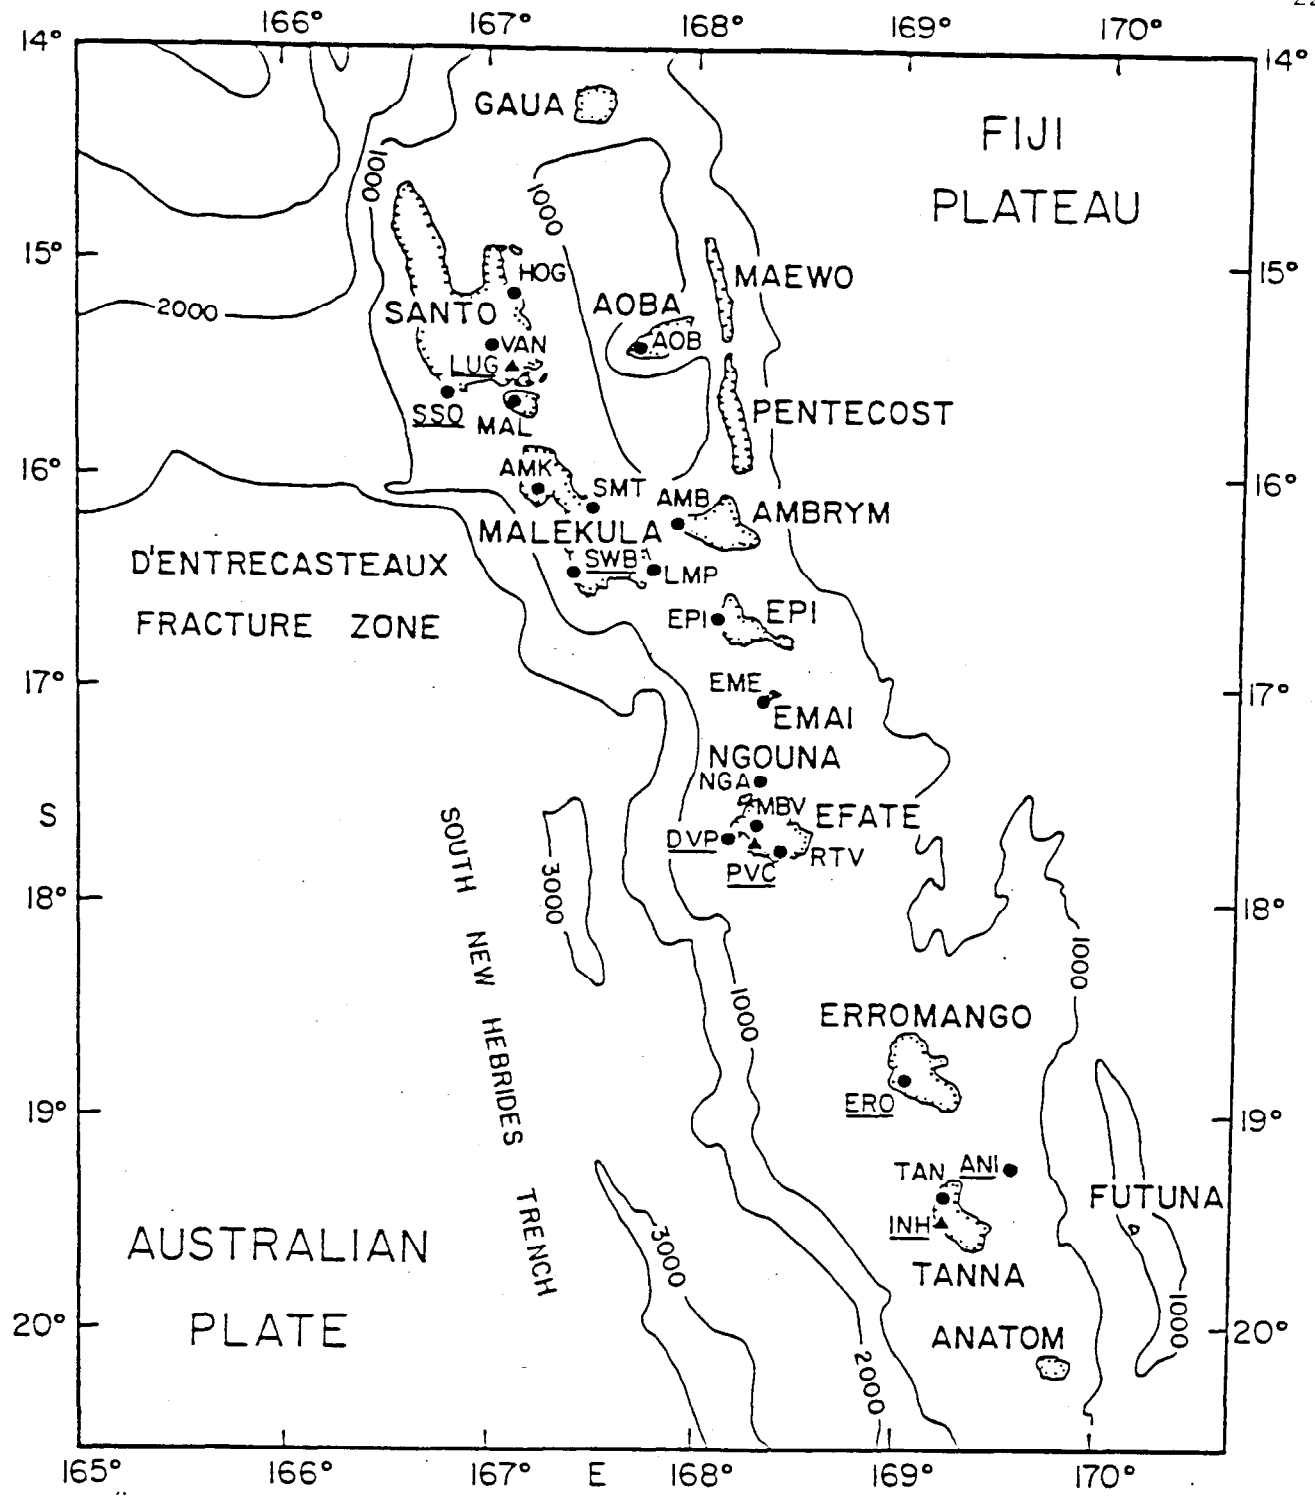 22
166° 167° 168° 169° 170°
14° 14°
GAUA
FIJI
PLATEAU
1000
1000
15° 15°
HOG
MAEWO
2000
SANTO
AOBA
VAN
AOB
LUG
SSO
MAL
PENTECOST
16° 16°
AMK
SMT
AMB
AMBRYM
MALEKULA
D'ENTRECASTEAUX
SWB
LMP
FRACTURE ZONE
EPI
EPI
17° 17°
EME
EMAI
NGOUNA
NGA
MBV
EFATE
S
DVP
RTV
PVC
SOUTH NEW HEBRIDES TRENCH
3000
18° 18°
1000
1000
ERROMANGO
ERO
19° 19°
TAN
ANI
FUTUNA
INH
AUSTRALIAN
3000
TANNA
1000
PLATE
20° 20°
ANATOM
2000
165° 166° 167° E 168° 169° 170°